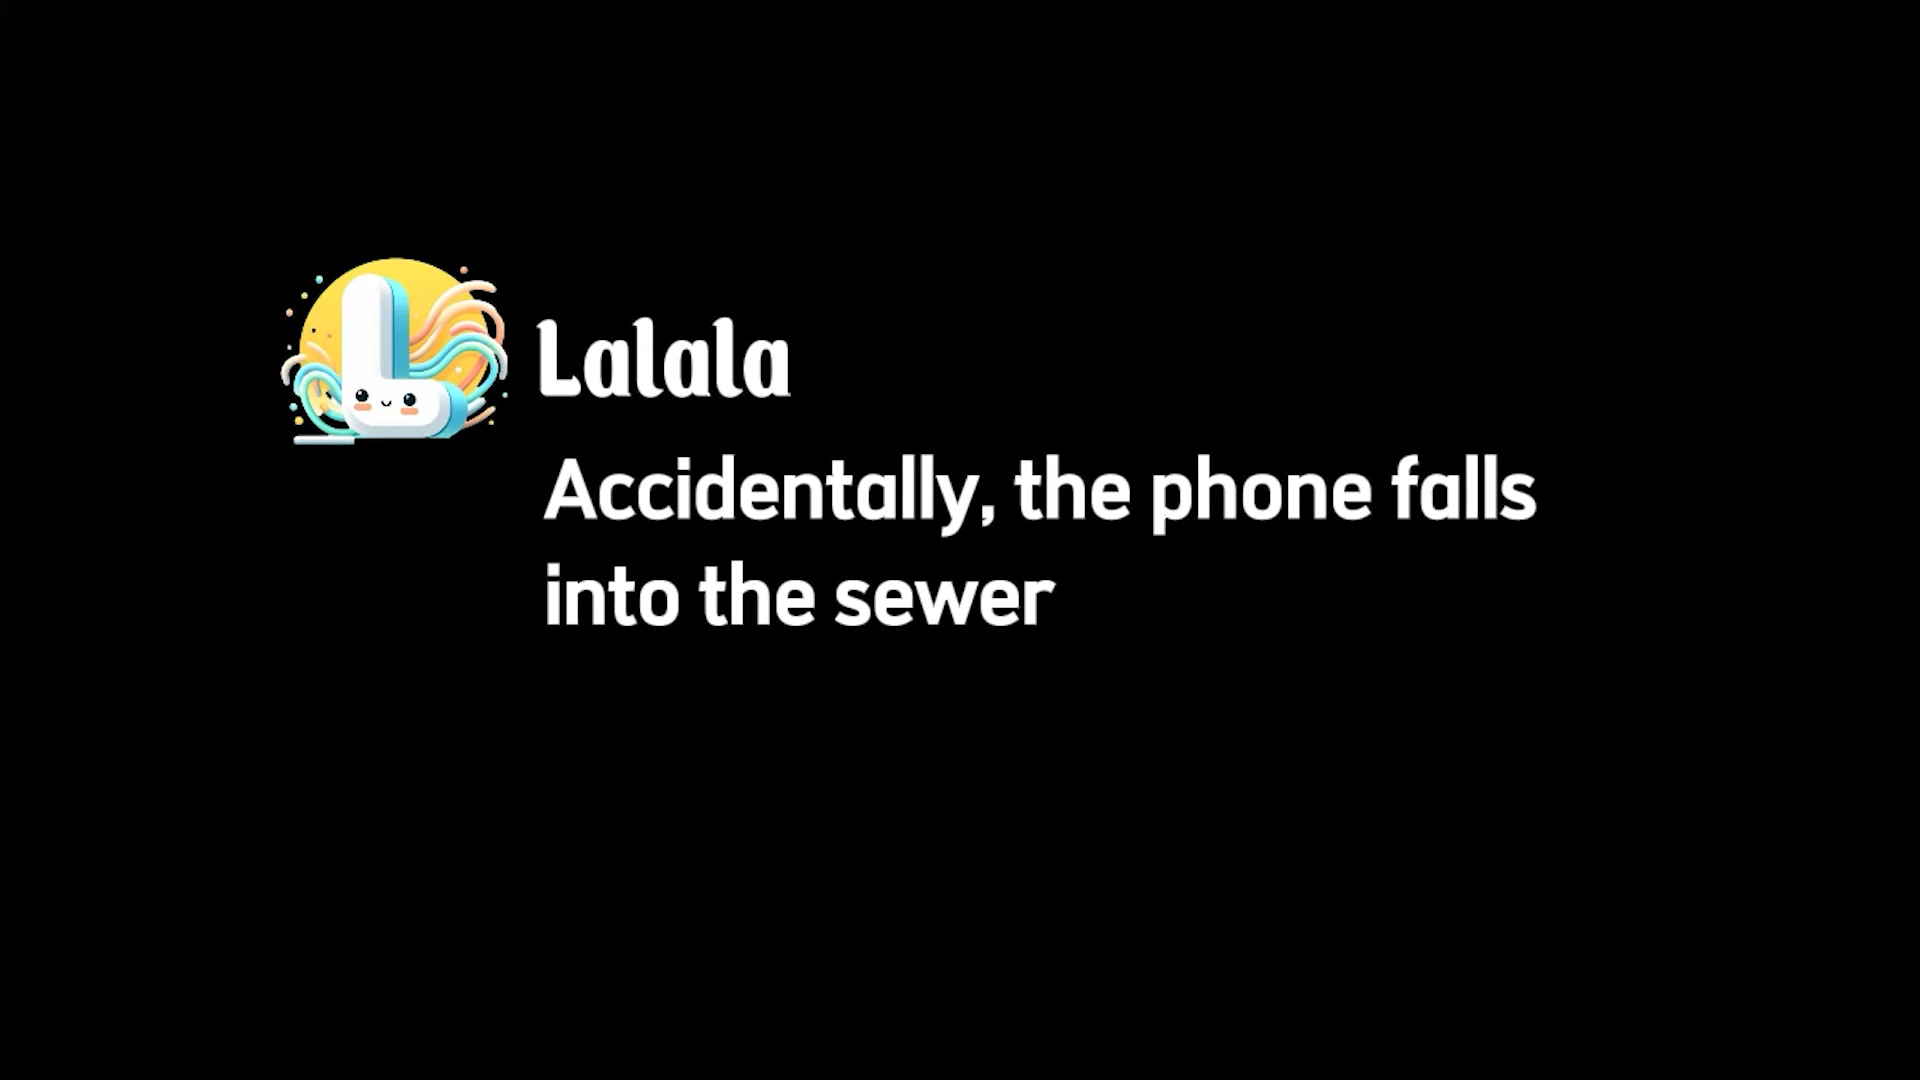 Lalala
Accidentally, the phone falls
into the sewer